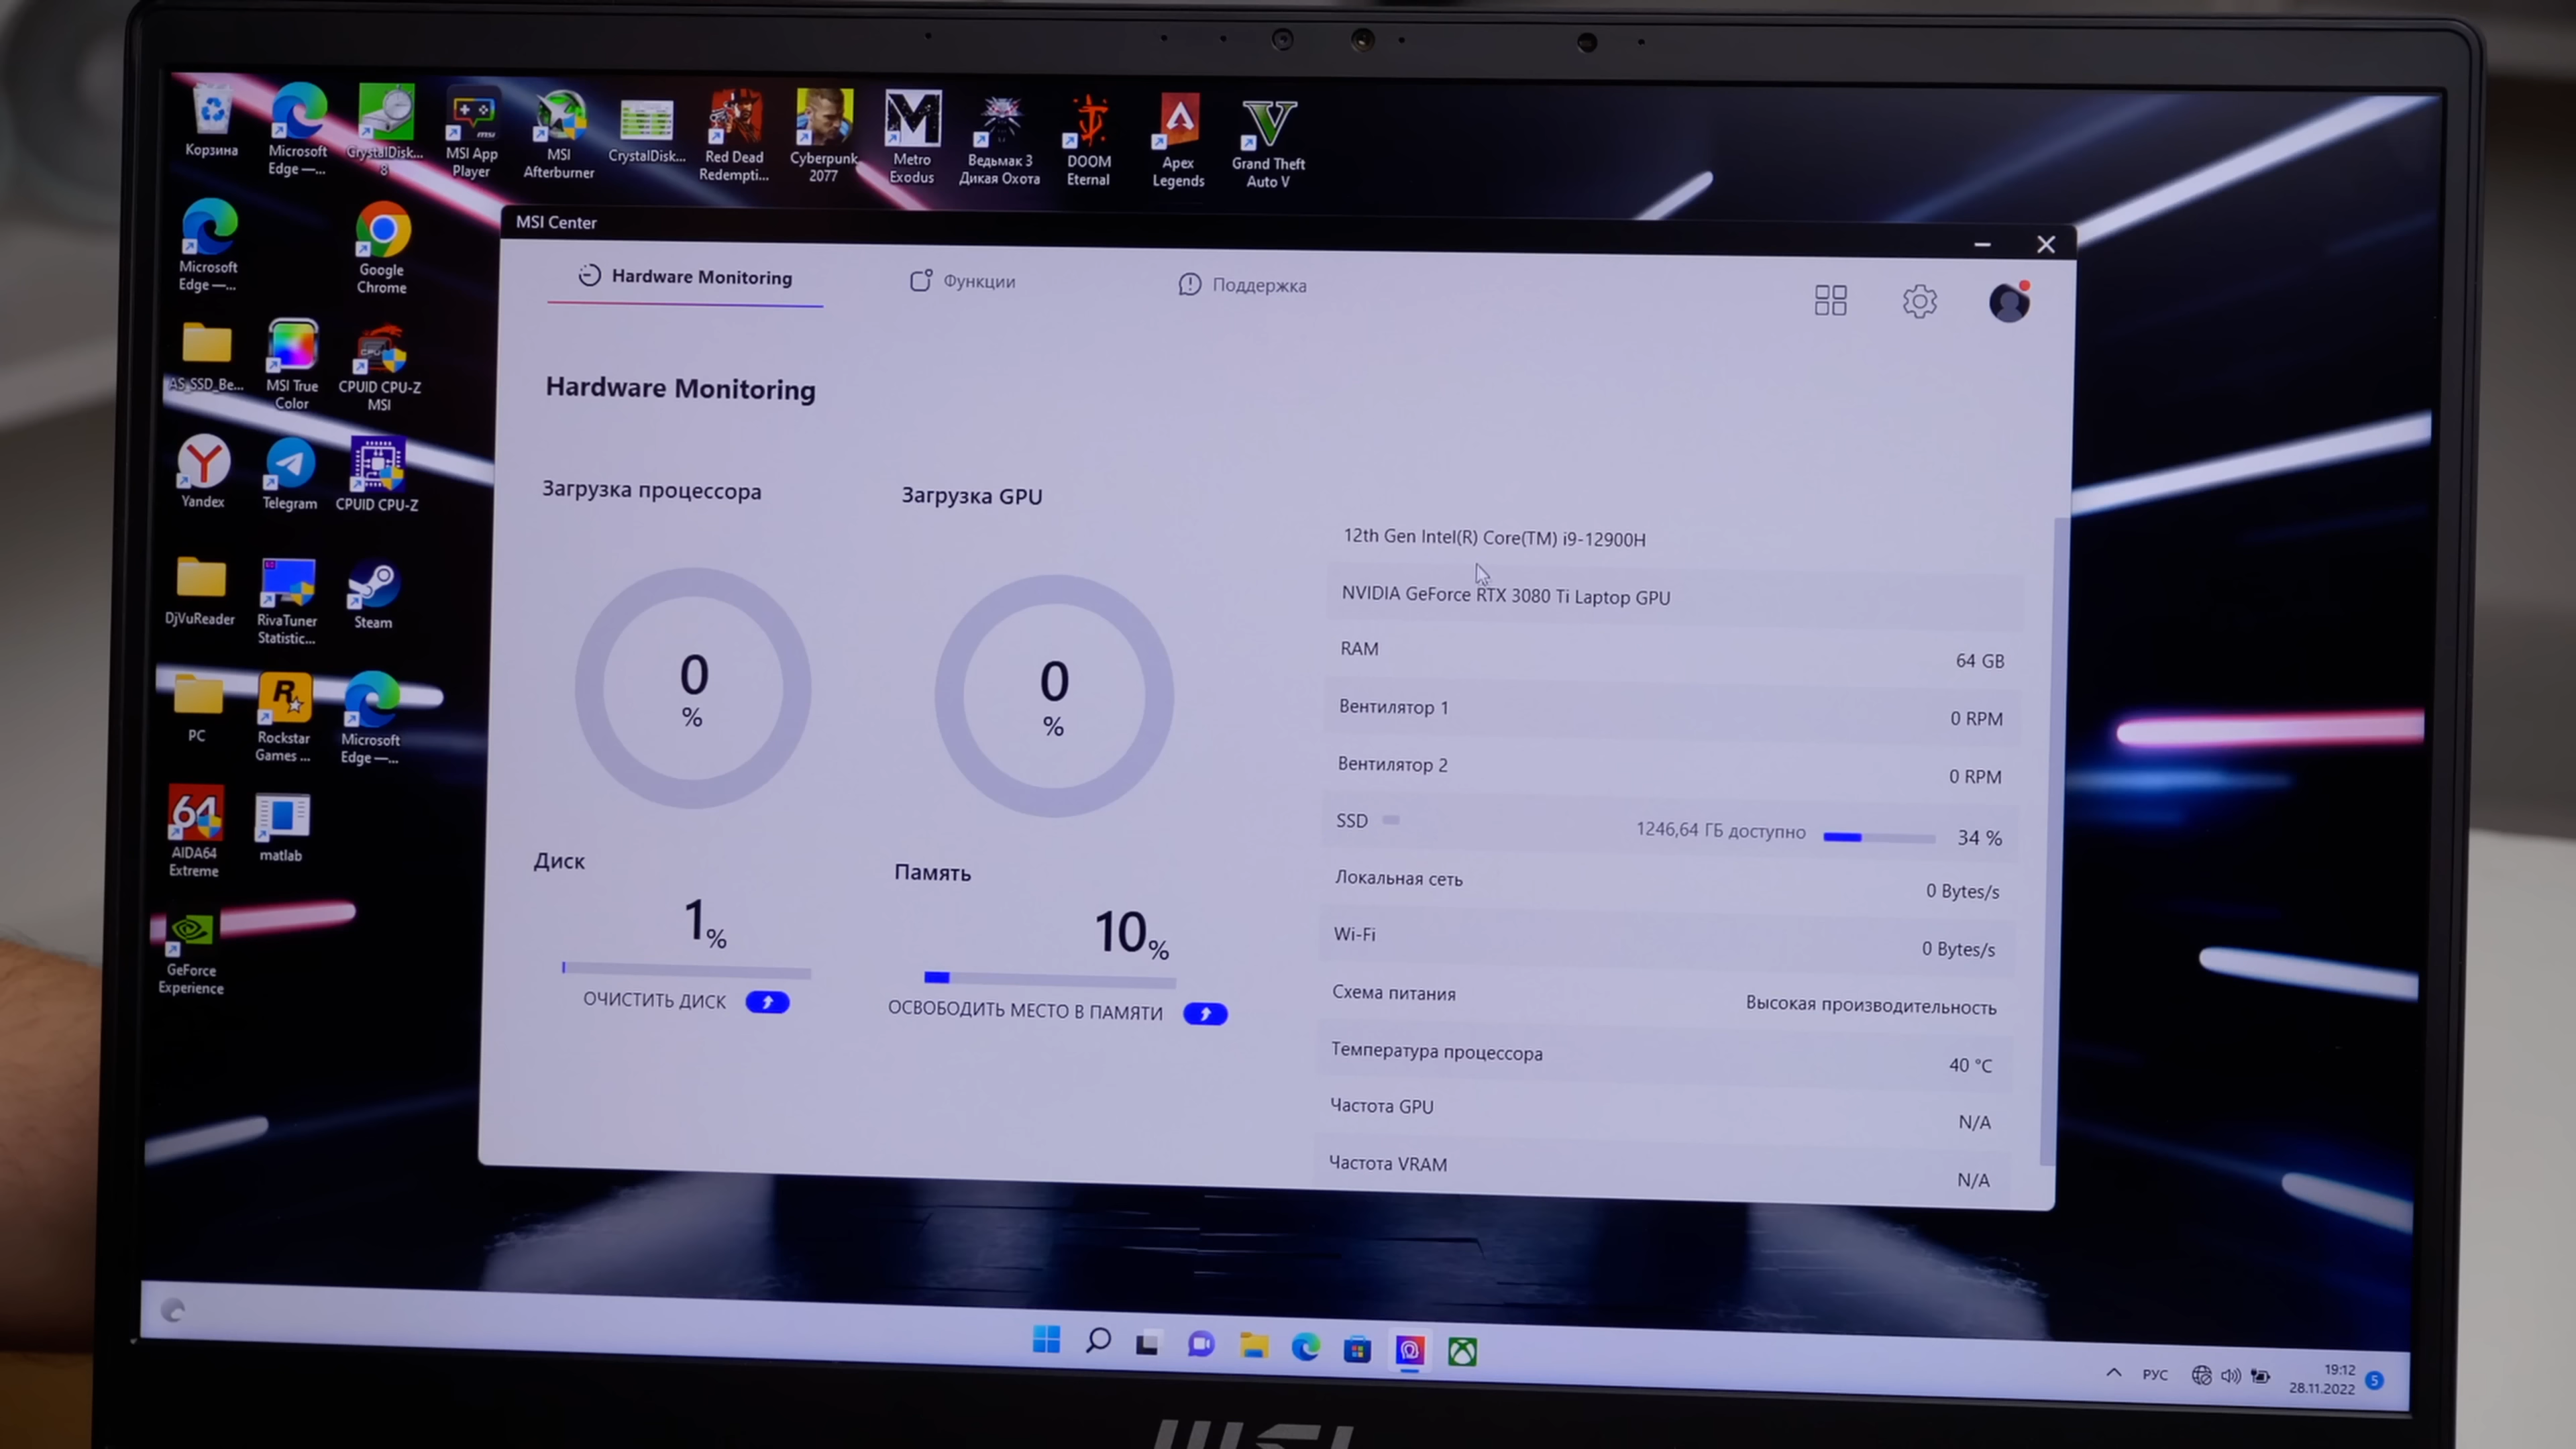 Корзина
Microsoft
Edge —...
CrystalDisk...
8
MSI App
Player
MSI
Afterburner
CrystalDisk...
Red Dead
Redempti...
Cyberpunk
2077
Metro
Exodus
Ведьмак 3
Дикая Охота
DOOM
Eternal
Apex
Legends
Grand Theft
Auto V
Microsoft
Edge —...
Google
Chrome
AS_SSD_Be...
MSI True
Color
CPUID CPU-Z
MSI
Yandex
Telegram
CPUID CPU-Z
DjVuReader
RivaTuner
Statistic...
Steam
PC
Rockstar
Games ...
Microsoft
Edge —...
64
AIDA64
Extreme
matlab
GeForce
Experience
MSI Center
Hardware Monitoring
Функции
Поддержка
Hardware Monitoring
Загрузка процессора
0
%
Загрузка GPU
0
%
Диск
1%
ОЧИСТИТЬ ДИСК
Память
10%
ОСВОБОДИТЬ МЕСТО В ПАМЯТИ
12th Gen Intel(R) Core(TM) i9-12900H
NVIDIA GeForce RTX 3080 Ti Laptop GPU
RAM 64 GB
Вентилятор 1 0 RPM
Вентилятор 2 0 RPM
SSD 1246,64 ГБ доступно 34 %
Локальная сеть 0 Bytes/s
Wi-Fi 0 Bytes/s
Схема питания Высокая производительность
Температура процессора 40 °C
Частота GPU N/A
Частота VRAM N/A
РУС
19:12
28.11.2022
5
msi